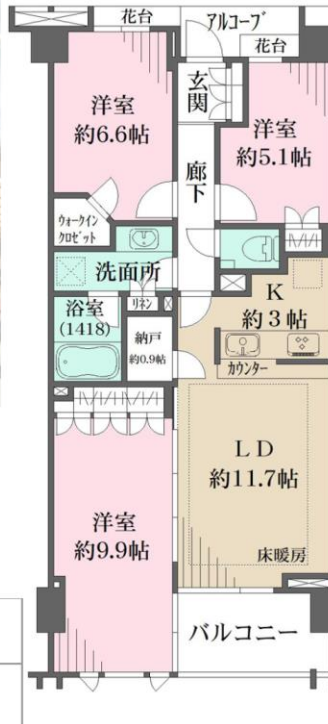 花台
アルコーブ
花台
洋室
約6.6帖
玄関
洋室
約5.1帖
廊下
ウォークイン
クロゼット
洗面所
浴室
(1418)
リネン
納戸
約0.9帖
K
約3帖
カウンター
LD
約11.7帖
洋室
約9.9帖
床暖房
バルコニー